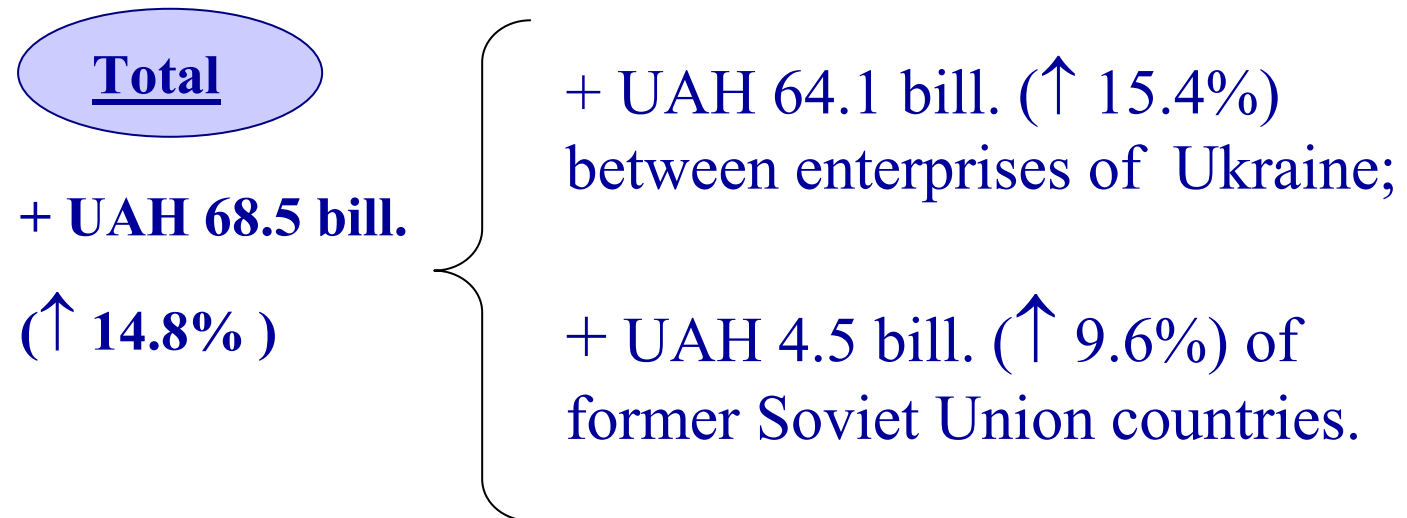 Total
+ UAH 68.5 bill.
(↑ 14.8% )
+ UAH 64.1 bill. (↑ 15.4%)
between enterprises of Ukraine;
+ UAH 4.5 bill. (↑ 9.6%) of
former Soviet Union countries.